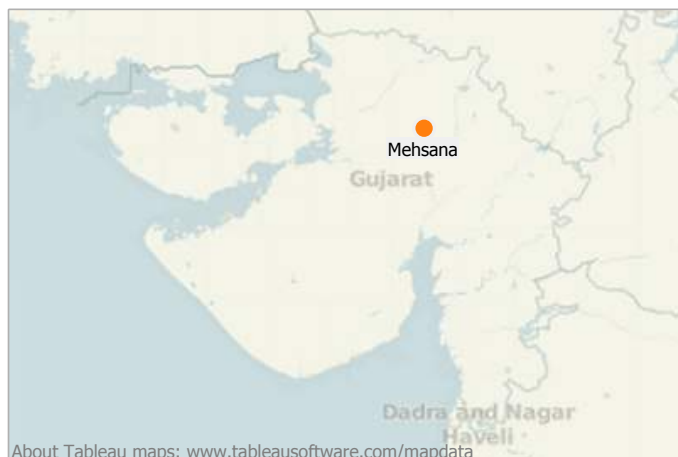 Mehsana
Gujarat
Dadra and Nagar
Haveli
About Tableau maps: www.tableausoftware.com/mapdata